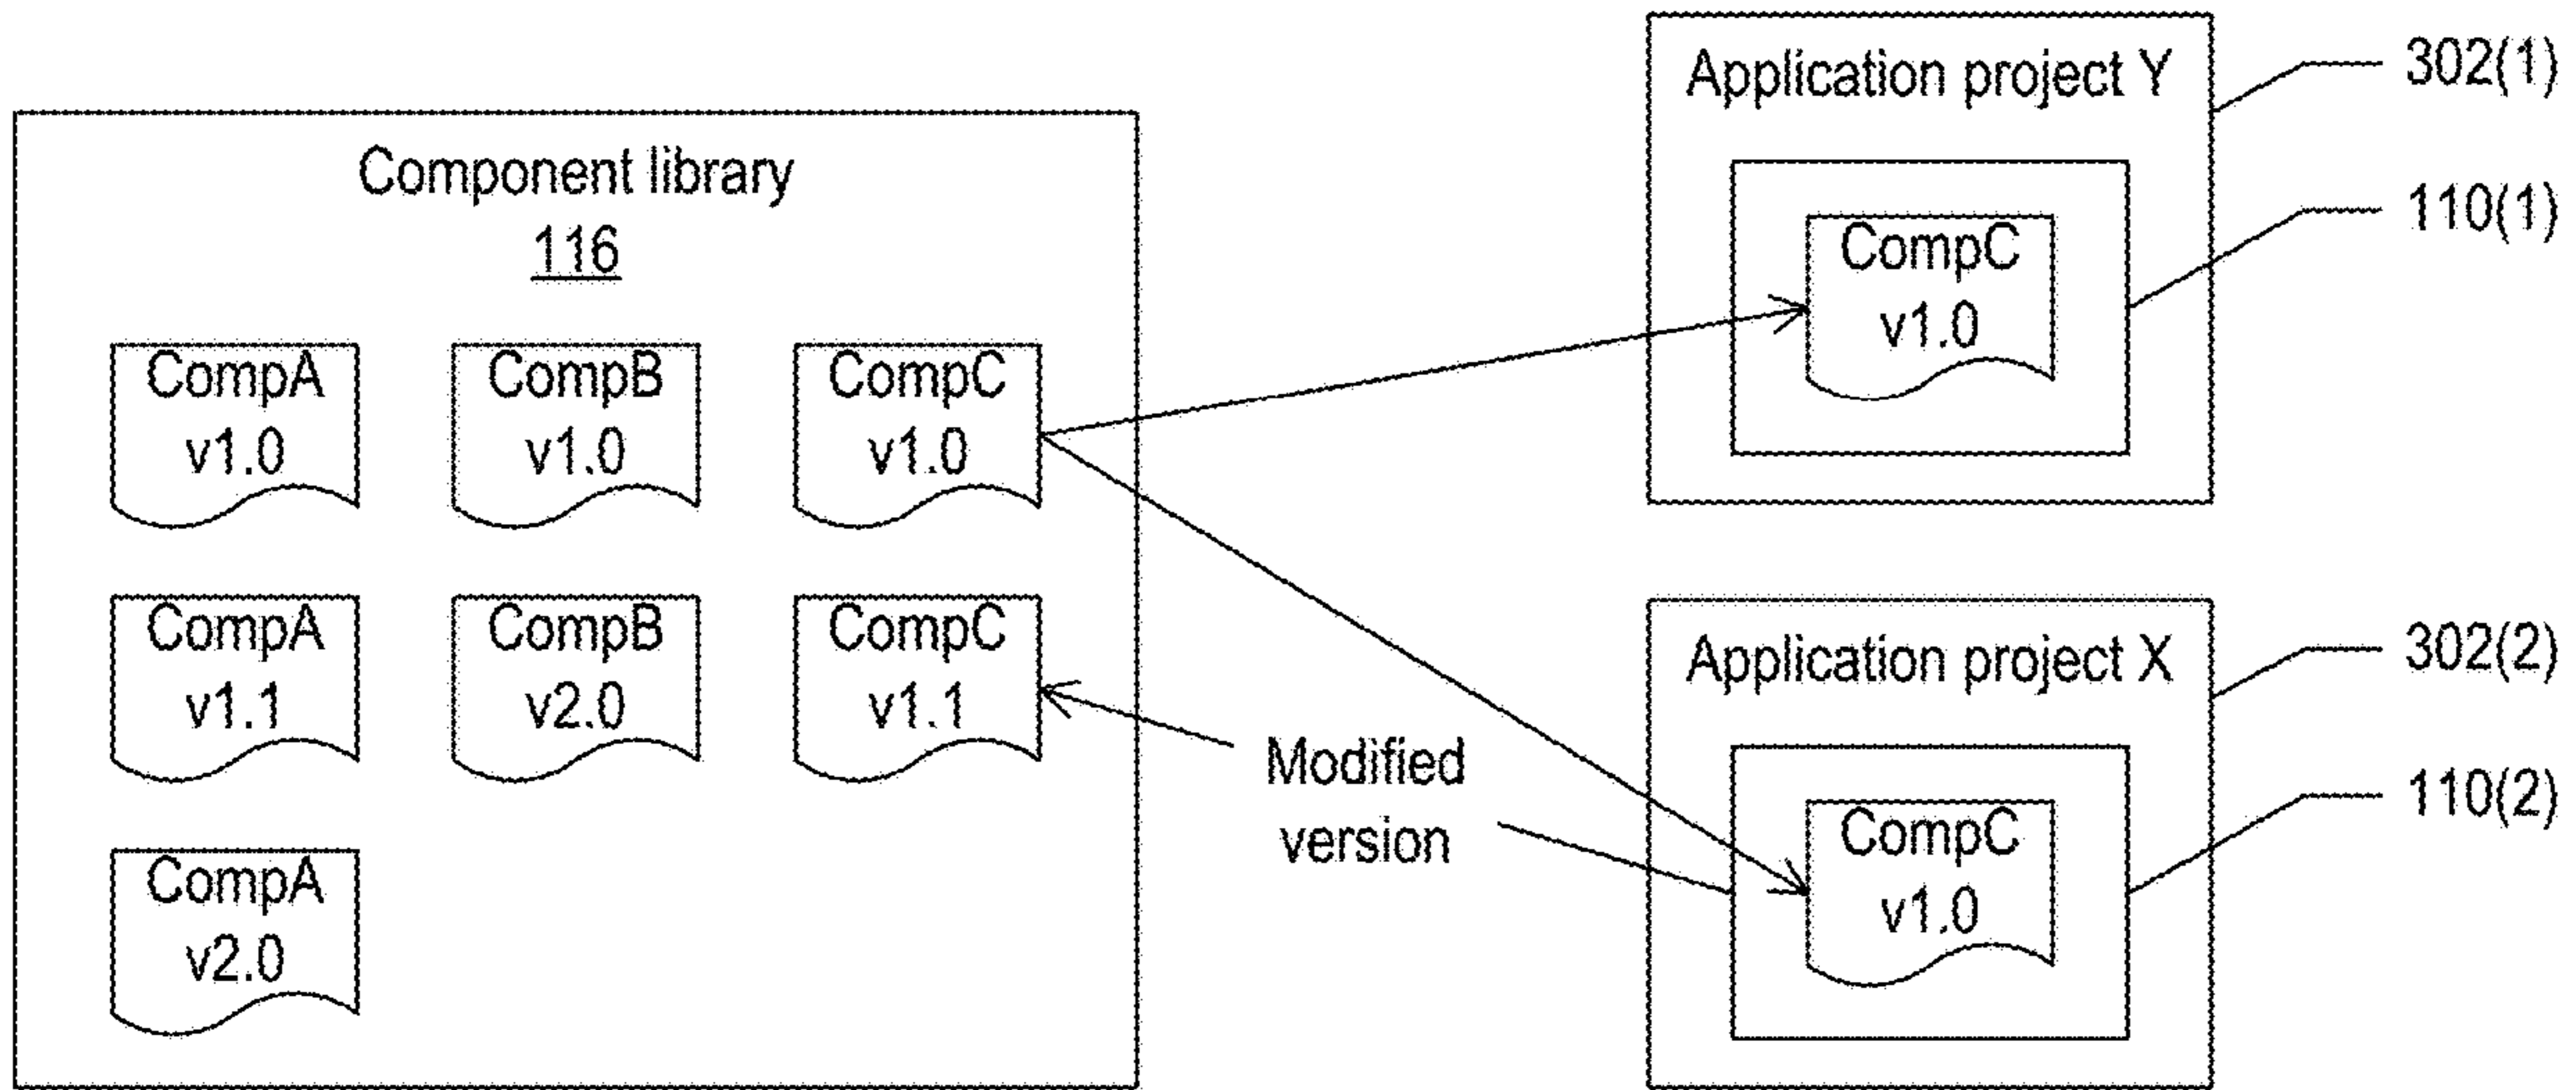 Component library
116
CompA
v1.0
CompB
v1.0
CompC
v1.0
CompA
v1.1
CompB
v2.0
CompC
v1.1
CompA
v2.0
Modified
version
Application project Y
CompC
v1.0
302(1)
110(1)
Application project X
CompC
v1.0
302(2)
110(2)